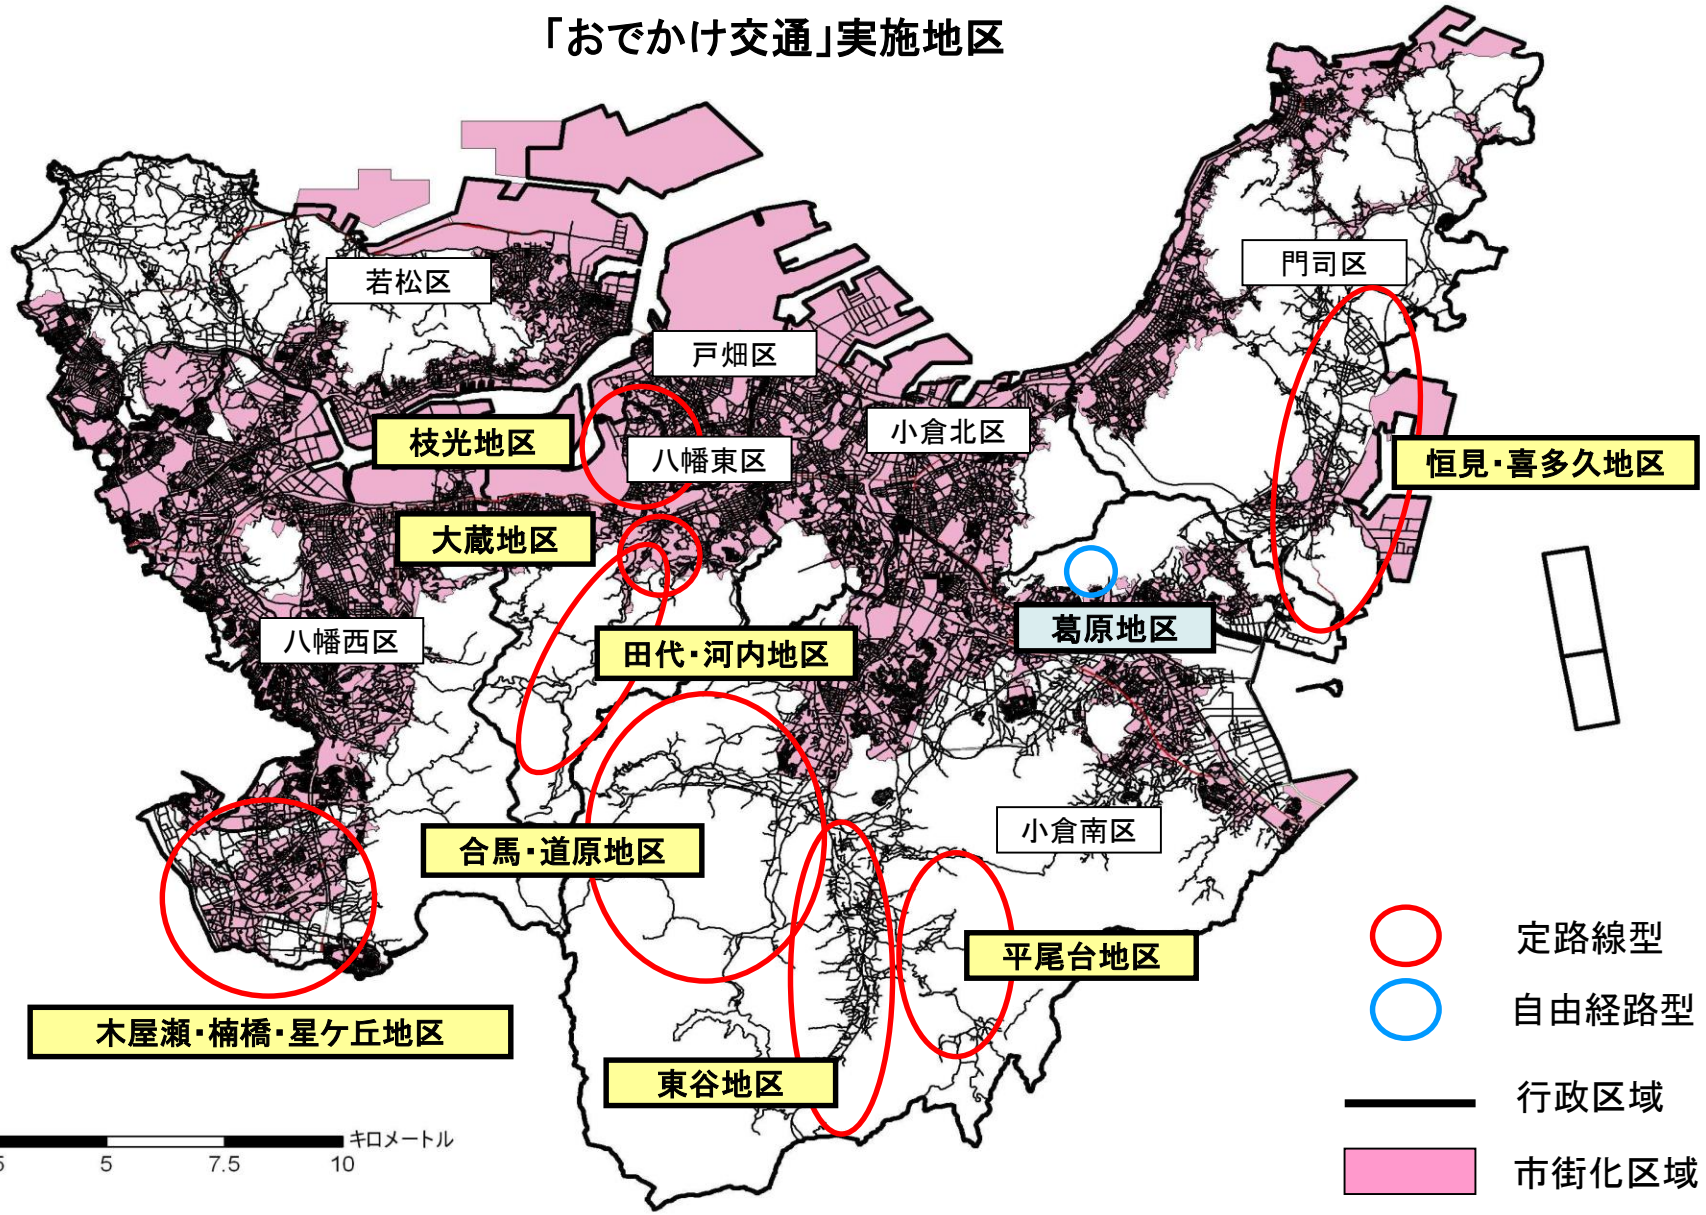 「おでかけ交通」実施地区
若松区
門司区
戸畑区
小倉北区
枝光地区
八幡東区
恒見・喜多久地区
大蔵地区
葛原地区
八幡西区
田代・河内地区
小倉南区
合馬・道原地区
平尾台地区
木屋瀬・楠橋・星ケ丘地区
東谷地区
定路線型
自由経路型
行政区域
市街化区域
キロメートル
5 5 7.5 10